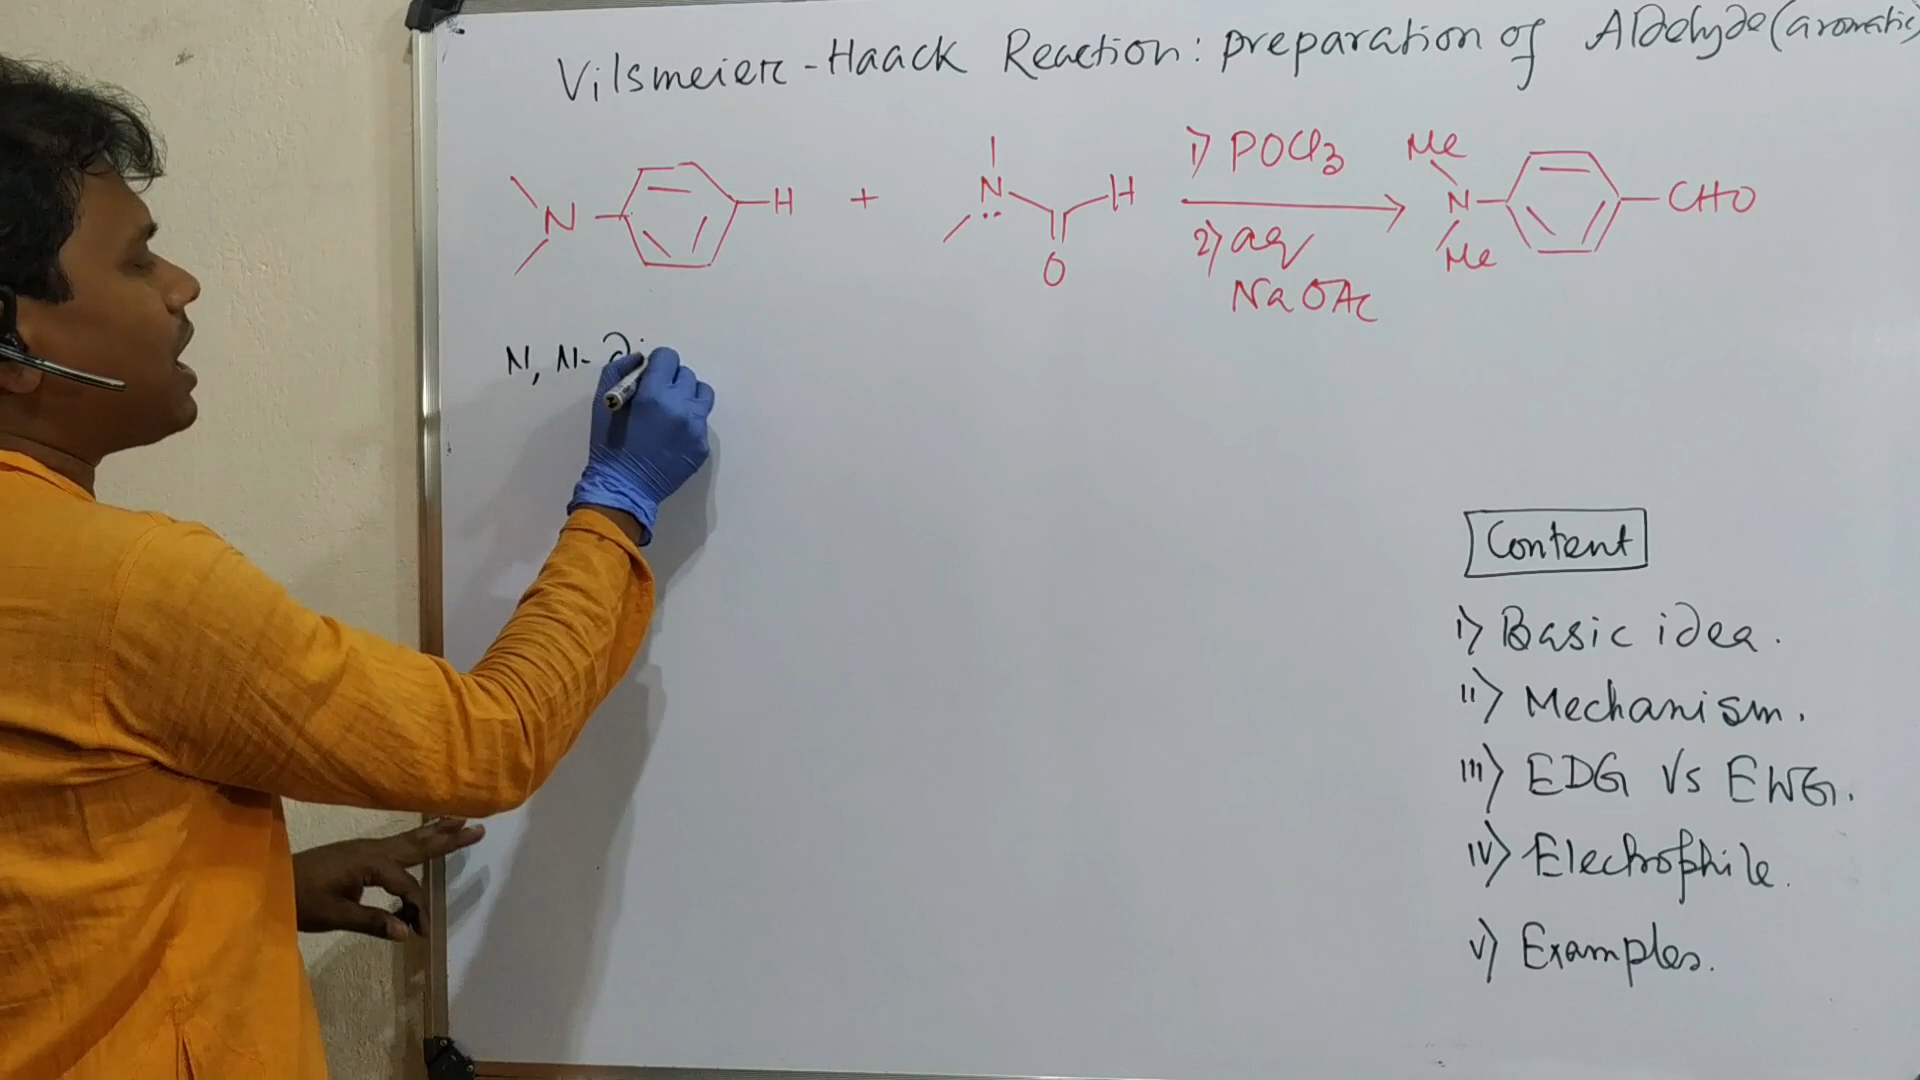 Vilsmeier-Haack Reaction: preparation of Aldehyde (aromatic)
N H + N H O 1) POCl3 2) aq NaOAc Me N Me CHO
N, N-di
Content
i) Basic idea.
ii) Mechanism.
iii) EDG Vs EWG.
iv) Electrophile.
v) Examples.